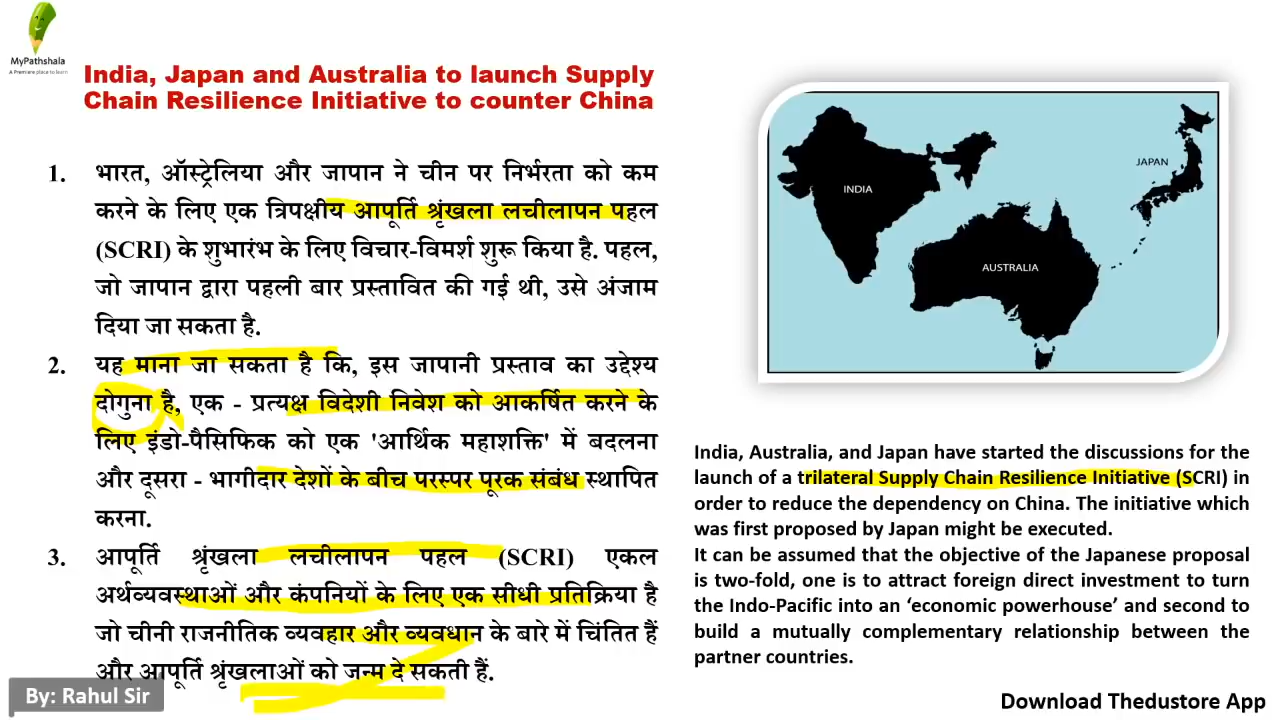 MyPathshala
A Premiere place to learn
India, Japan and Australia to launch Supply
Chain Resilience Initiative to counter China
1. भारत, ऑस्ट्रेलिया और जापान ने चीन पर निर्भरता को कम
करने के लिए एक त्रिपक्षीय आपूर्ति श्रृंखला लचीलापन पहल
(SCRI) के शुभारंभ के लिए विचार-विमर्श शुरू किया है. पहल,
जो जापान द्वारा पहली बार प्रस्तावित की गई थी, उसे अंजाम
दिया जा सकता है.
2. यह माना जा सकता है कि, इस जापानी प्रस्ताव का उद्देश्य
दोगुना है, एक - प्रत्यक्ष विदेशी निवेश को आकर्षित करने के
लिए इंडो-पैसिफिक को एक 'आर्थिक महाशक्ति' में बदलना
और दूसरा - भागीदार देशों के बीच परस्पर पूरक संबंध स्थापित
करना.
3. आपूर्ति श्रृंखला लचीलापन पहल (SCRI) एकल
अर्थव्यवस्थाओं और कंपनियों के लिए एक सीधी प्रतिक्रिया है
जो चीनी राजनीतिक व्यवहार और व्यवधान के बारे में चिंतित हैं
और आपूर्ति श्रृंखलाओं को जन्म दे सकती हैं.
By: Rahul Sir
INDIA
JAPAN
AUSTRALIA
India, Australia, and Japan have started the discussions for the
launch of a trilateral Supply Chain Resilience Initiative (SCRI) in
order to reduce the dependency on China. The initiative which
was first proposed by Japan might be executed.
It can be assumed that the objective of the Japanese proposal
is two-fold, one is to attract foreign direct investment to turn
the Indo-Pacific into an ‘economic powerhouse’ and second to
build a mutually complementary relationship between the
partner countries.
Download Thedustore App